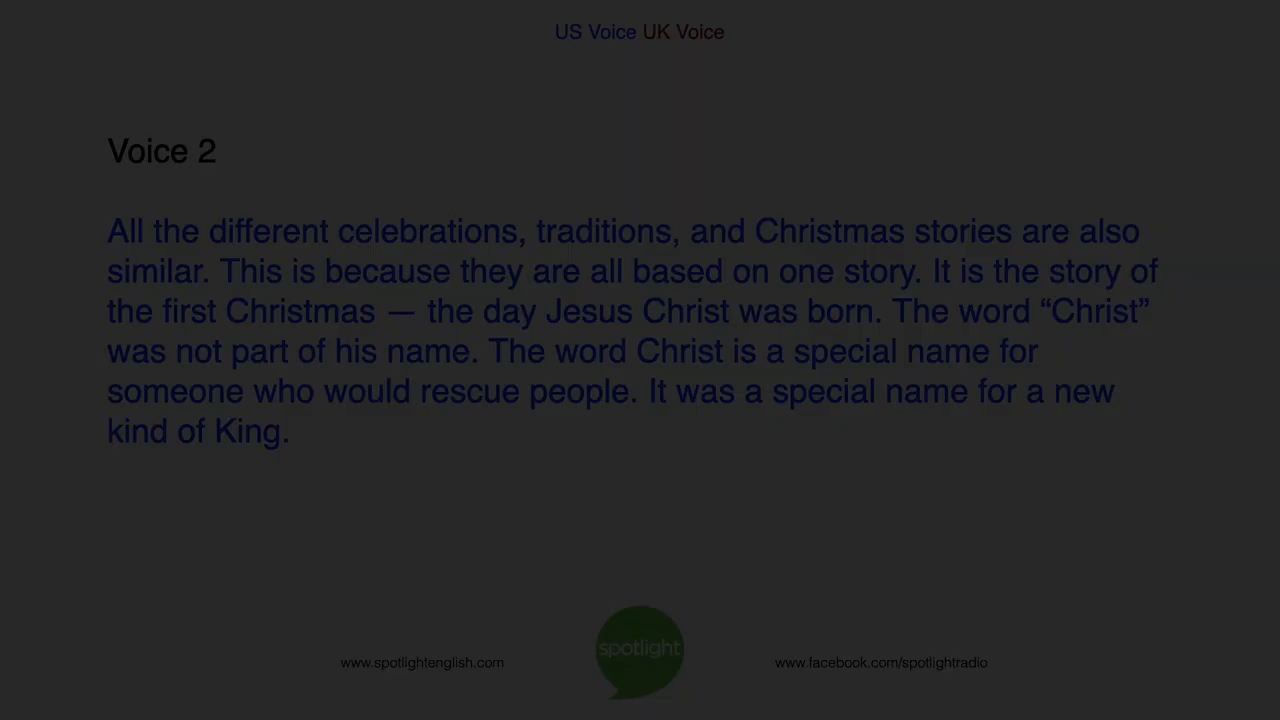 US Voice UK Voice
Voice 2
All the different celebrations, traditions, and Christmas stories are also
similar. This is because they are all based on one story. It is the story of
the first Christmas — the day Jesus Christ was born. The word “Christ”
was not part of his name. The word Christ is a special name for
someone who would rescue people. It was a special name for a new
kind of King.
www.spotlightenglish.com
spotlight
www.facebook.com/spotlightradio